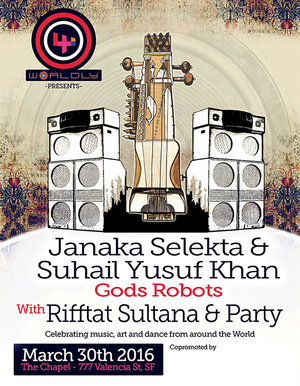 4
WORLDLY
-PRESENTS-
Janaka Selekta &
Suhail Yusuf Khan
Gods Robots
With Rifftat Sultana & Party
Celebrating music, art and dance from around the World
March 30th 2016
Copromoted by
The Chapel - 777 Valencia St, SF